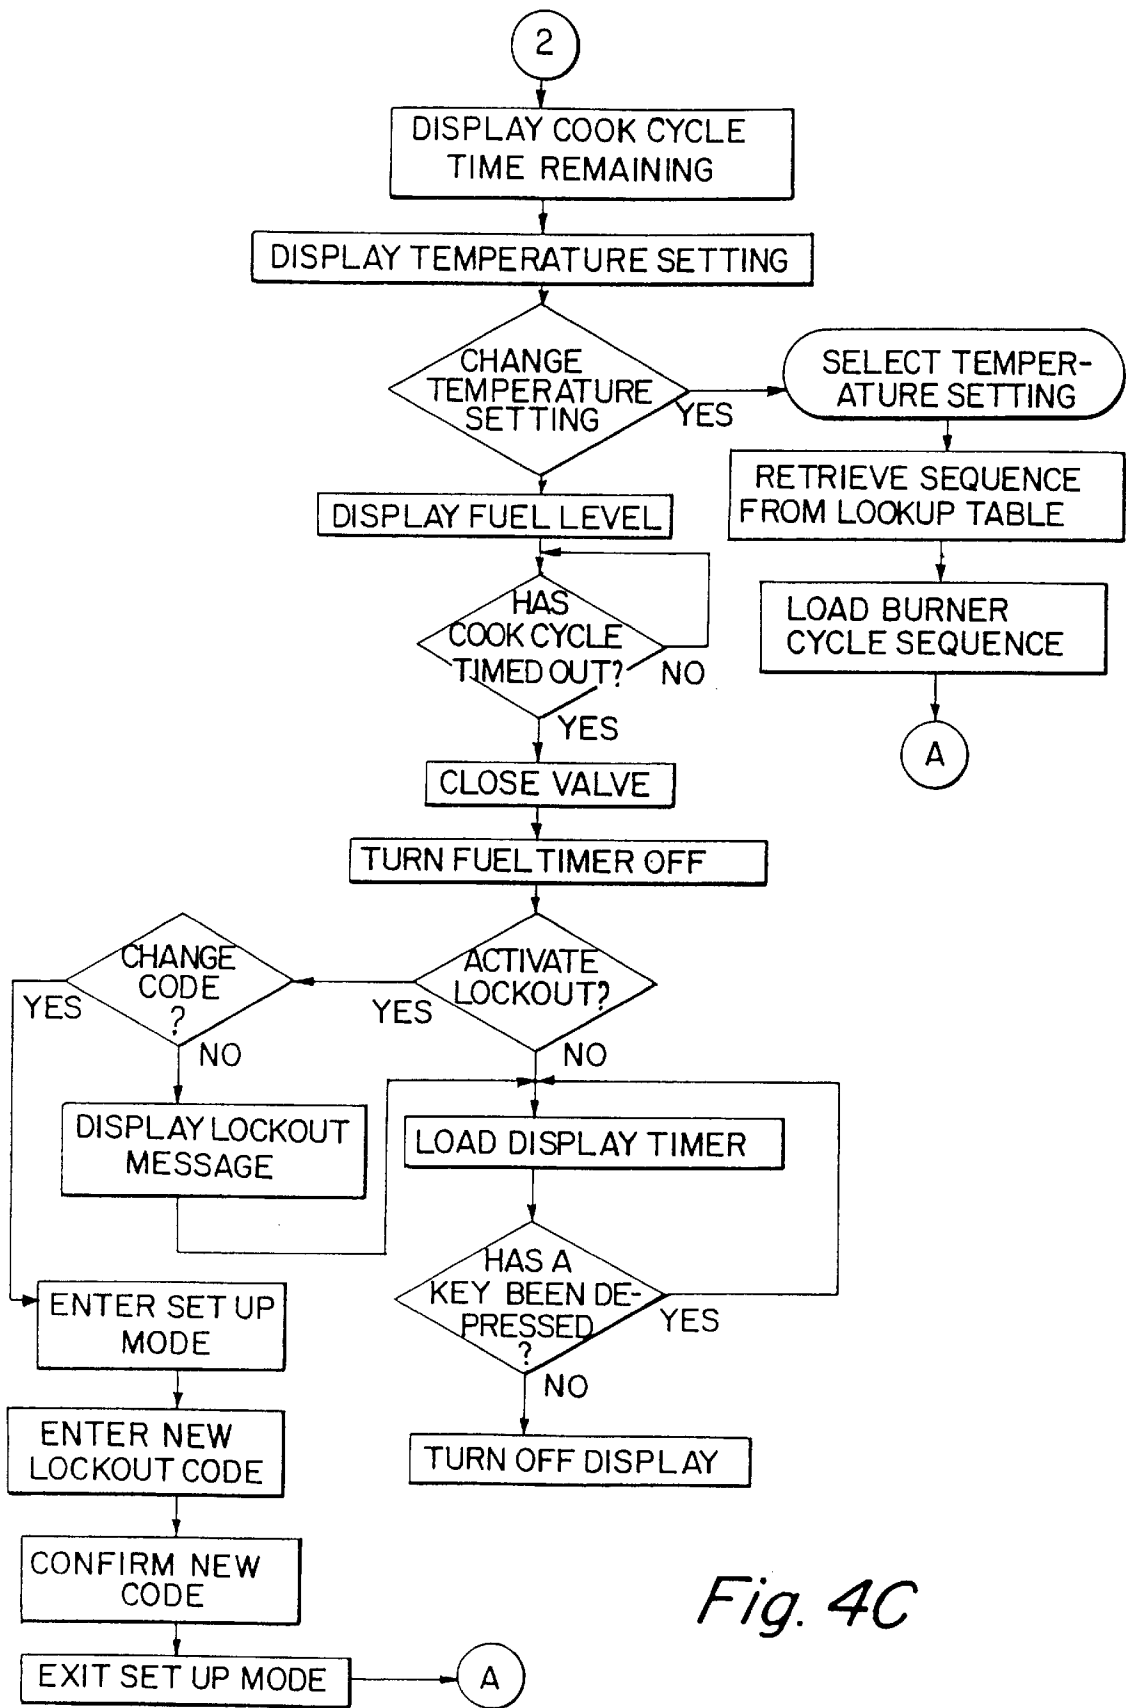 2
DISPLAY COOK CYCLE
TIME REMAINING
DISPLAY TEMPERATURE SETTING
CHANGE
TEMPERATURE
SETTING
YES
SELECT TEMPER-
ATURE SETTING
RETRIEVE SEQUENCE
FROM LOOKUP TABLE
LOAD BURNER
CYCLE SEQUENCE
A
DISPLAY FUEL LEVEL
HAS
COOK CYCLE
TIMED OUT?
NO
YES
CLOSE VALVE
TURN FUEL TIMER OFF
ACTIVATE
LOCKOUT?
YES
NO
CHANGE
CODE
?
YES
NO
DISPLAY LOCKOUT
MESSAGE
LOAD DISPLAY TIMER
HAS A
KEY BEEN DE-
PRESSED
?
YES
NO
TURN OFF DISPLAY
ENTER SET UP
MODE
ENTER NEW
LOCKOUT CODE
CONFIRM NEW
CODE
EXIT SET UP MODE
A
Fig. 4C